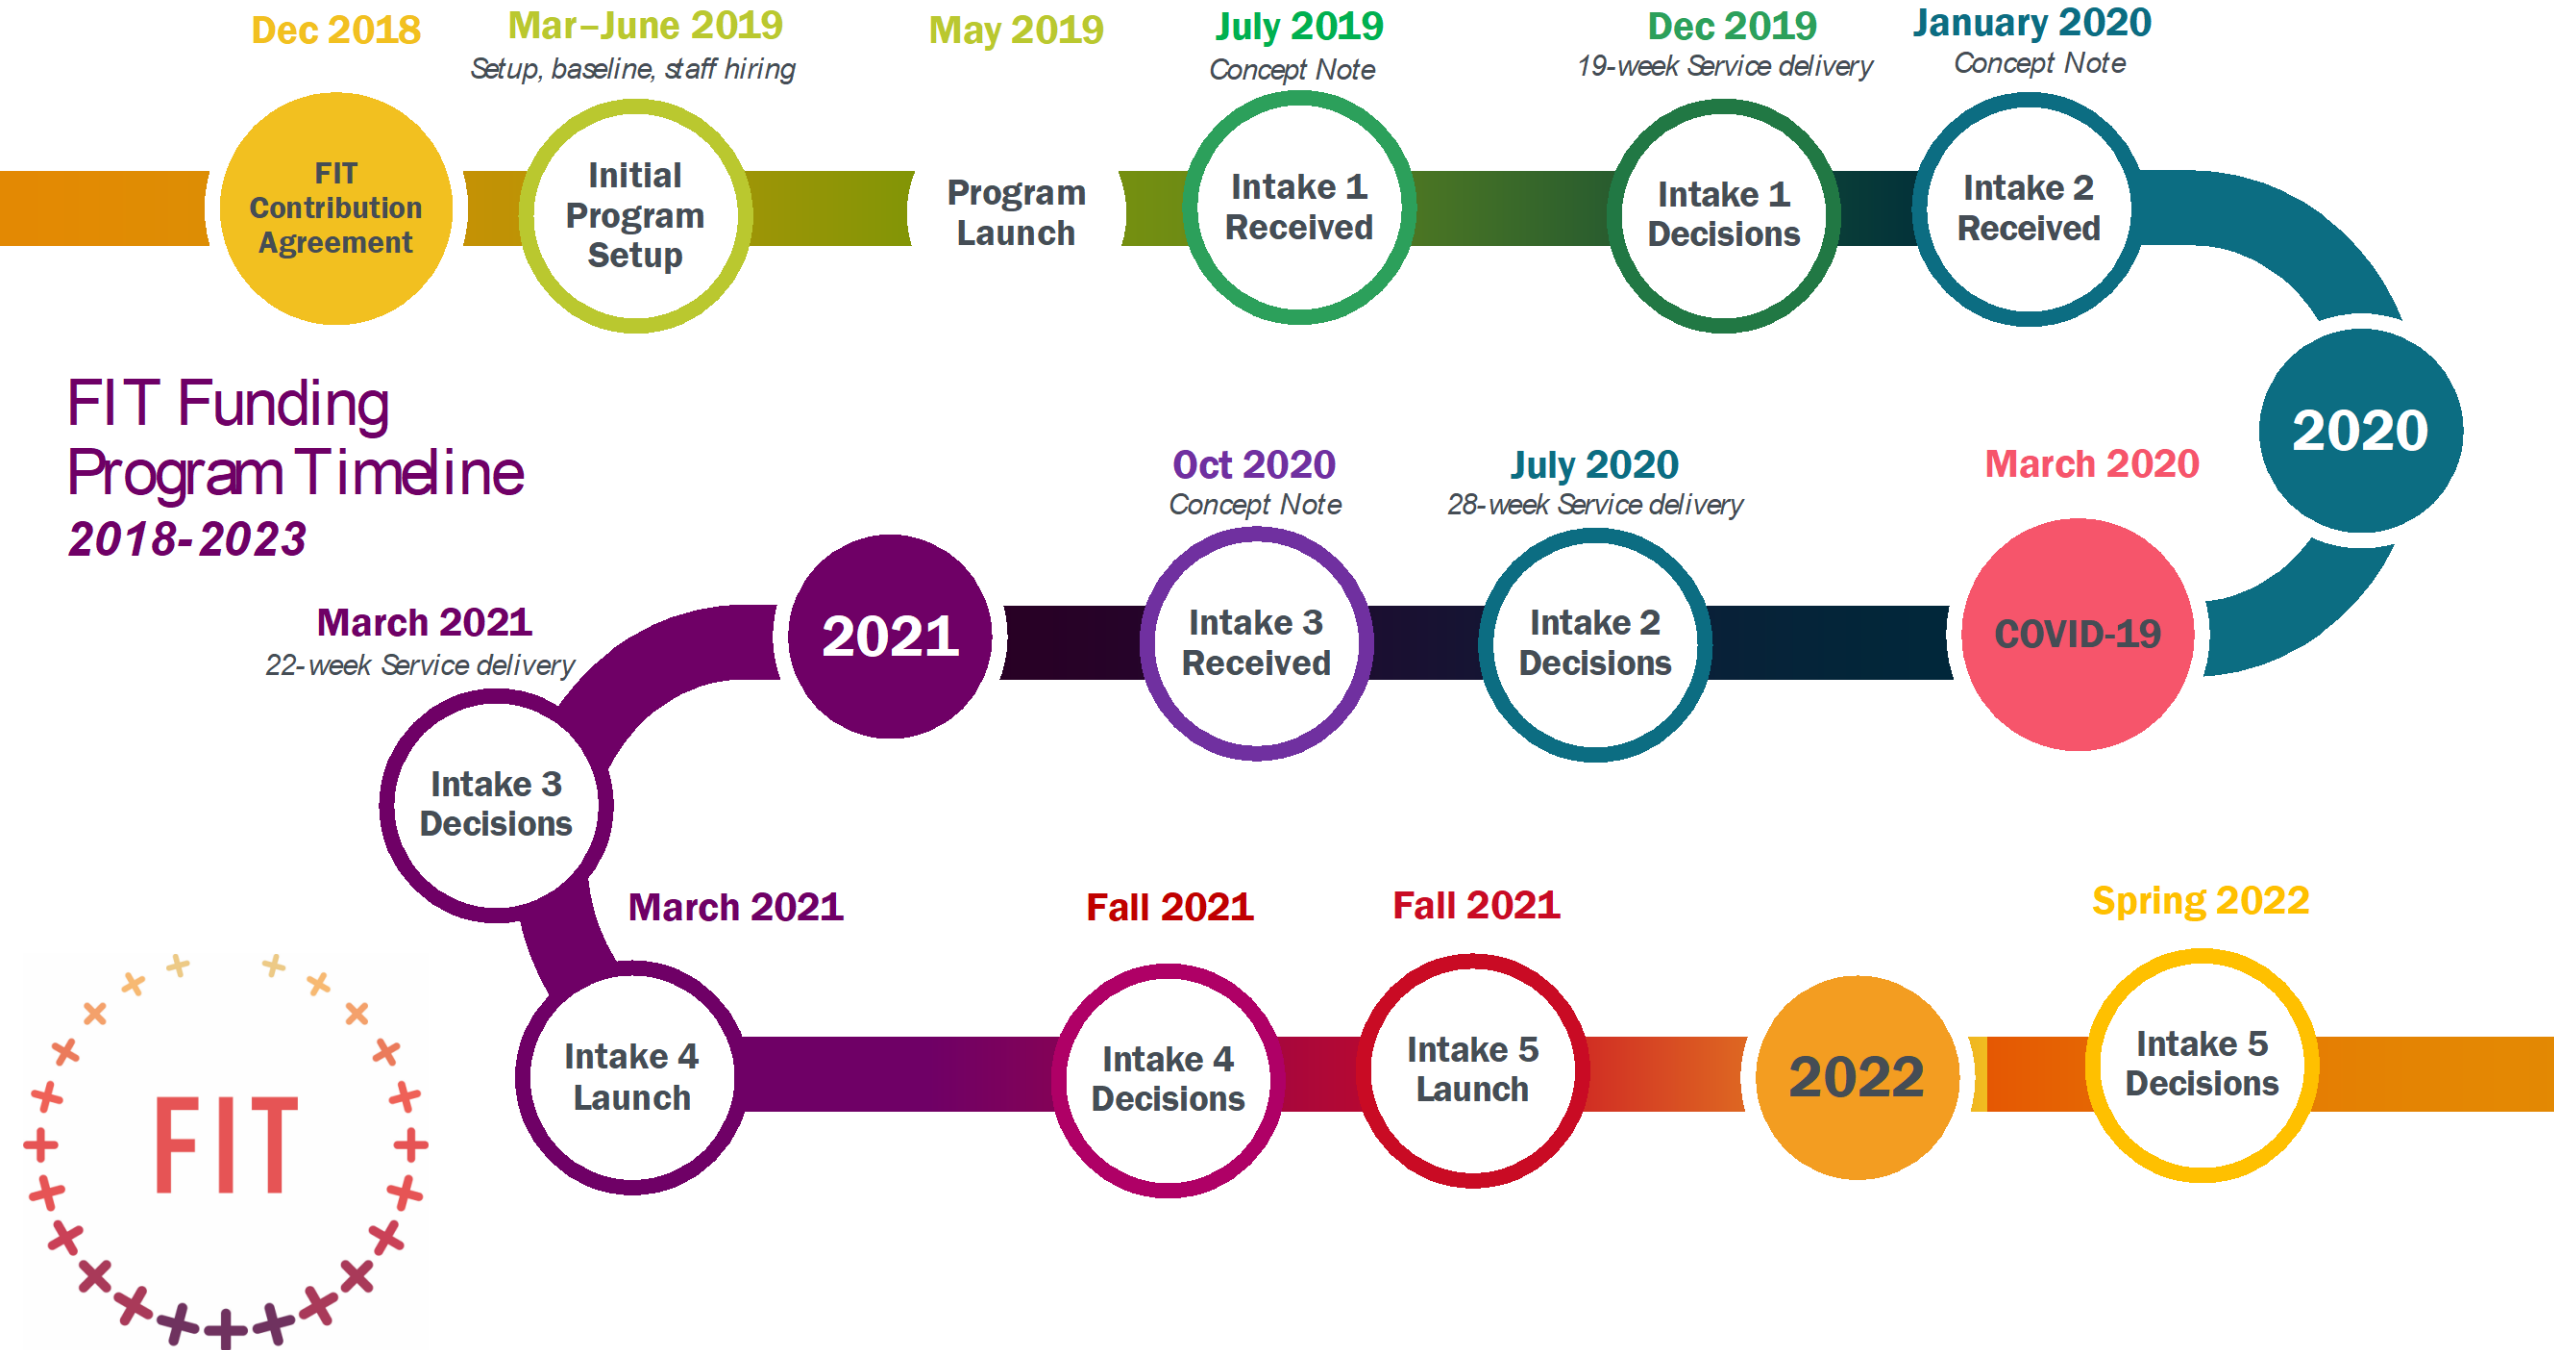 Dec 2018
FIT
Contribution
Agreement
Mar–June 2019
Setup, baseline, staff hiring
Initial
Program
Setup
May 2019
Program
Launch
July 2019
Concept Note
Intake 1
Received
Dec 2019
19-week Service delivery
Intake 1
Decisions
January 2020
Concept Note
Intake 2
Received
FIT Funding
Program Timeline
2018-2023
2020
March 2020
COVID-19
July 2020
28-week Service delivery
Intake 2
Decisions
Oct 2020
Concept Note
Intake 3
Received
2021
March 2021
22-week Service delivery
Intake 3
Decisions
March 2021
Intake 4
Launch
Fall 2021
Intake 4
Decisions
Fall 2021
Intake 5
Launch
2022
Spring 2022
Intake 5
Decisions
FIT